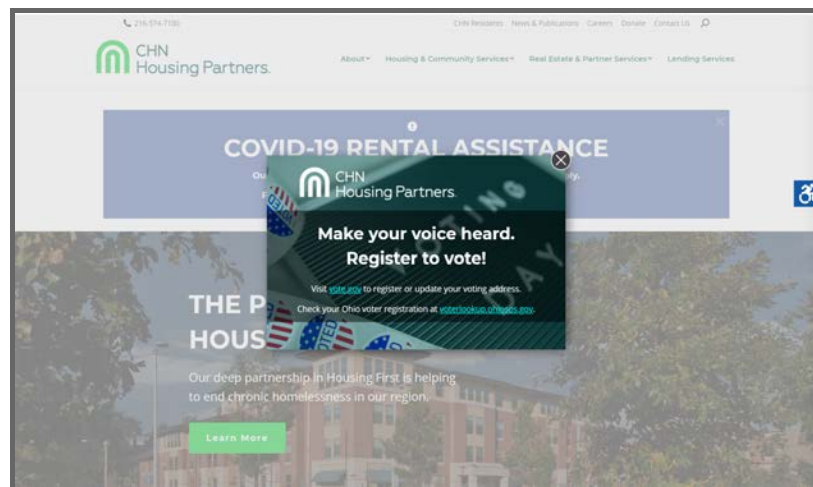 216-574-7100
CHN Residents News & Publications Careers Donate Contact Us
CHN
Housing Partners.
About Housing & Community Services Real Estate & Partner Services Lending Services
COVID-19 RENTAL ASSISTANCE
CHN
Housing Partners.
VOTING
DAY
Make your voice heard.
Register to vote!
Visit vote.gov to register or update your voting address.
Check your Ohio voter registration at voterlookup.ohiosos.gov.
VOTED
THE P
HOUS
Our deep partnership in Housing First is helping
to end chronic homelessness in our region.
Learn More